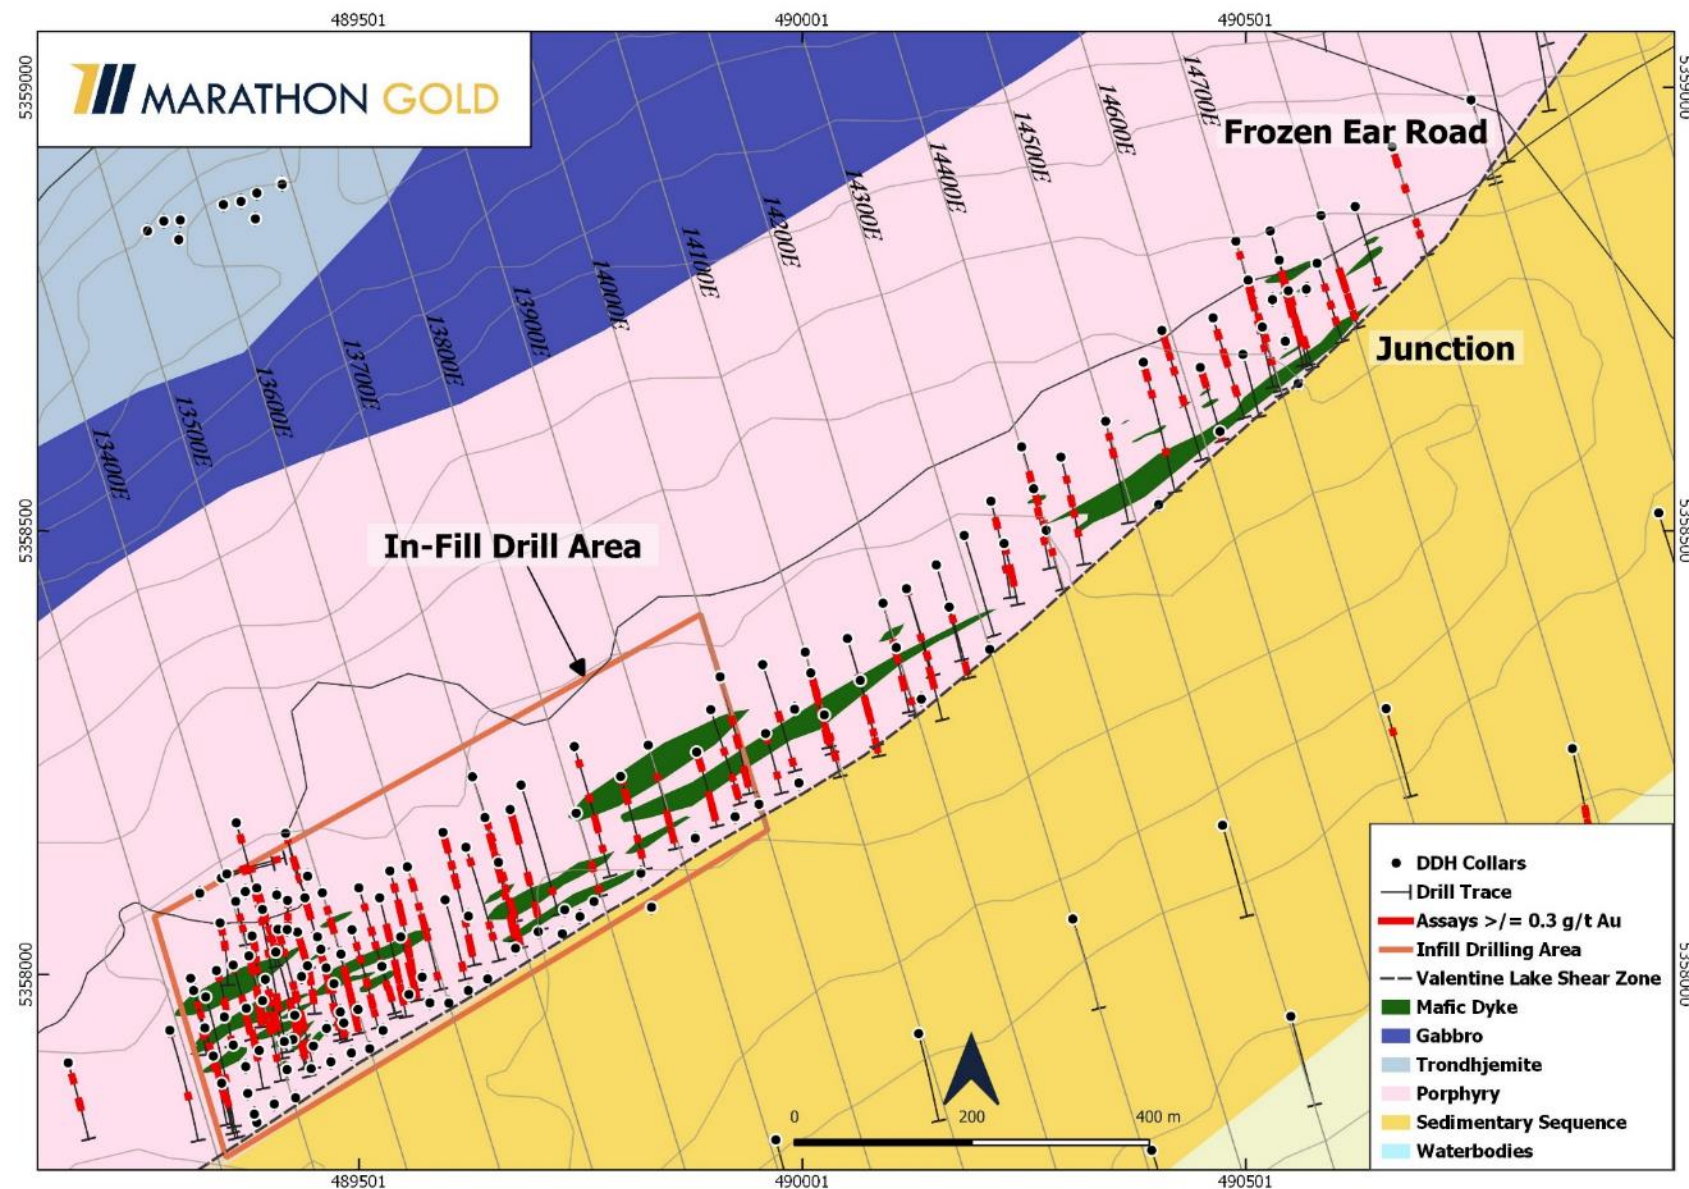 489501
490001
490501
5359000
5359000
MARATHON GOLD
14700E
14600E
14500E
14400E
14300E
14200E
14100E
14000E
13900E
13800E
13700E
13600E
13500E
13400E
Frozen Ear Road
Junction
In-Fill Drill Area
5358500
5358500
5358000
5358000
DDH Collars
Drill Trace
Assays >/= 0.3 g/t Au
Infill Drilling Area
Valentine Lake Shear Zone
Mafic Dyke
Gabbro
Trondhjemite
Porphyry
Sedimentary Sequence
Waterbodies
0 200 400 m
489501
490001
490501